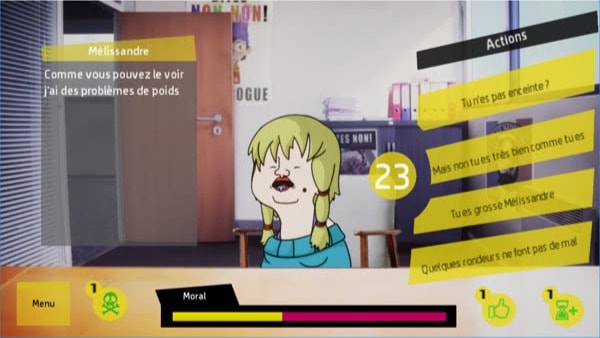 NON NON!
OGUE
TES NON!
Mélissandre
Comme vous pouvez le voir
j'ai des problèmes de poids
Actions
Tu n'es pas enceinte ?
Mais non tu es très bien comme tu es
Tu es grosse Mélissandre
Quelques rondeurs ne font pas de mal
23
Menu
1
Moral
1
1